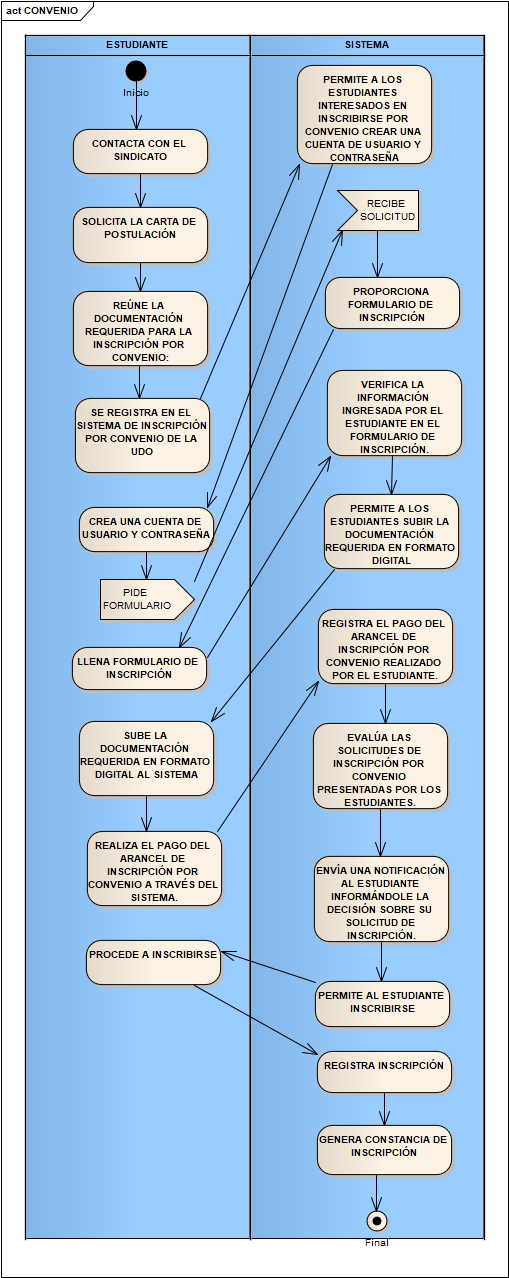 act CONVENIO
ESTUDIANTE
SISTEMA
Inicio
CONTACTA CON EL
SINDICATO
SOLICITA LA CARTA DE
POSTULACIÓN
REÚNE LA
DOCUMENTACIÓN
REQUERIDA PARA LA
INSCRIPCIÓN POR
CONVENIO:
SE REGISTRA EN EL
SISTEMA DE INSCRIPCIÓN
POR CONVENIO DE LA
UDO
PERMITE A LOS
ESTUDIANTES
INTERESADOS EN
INSCRIBIRSE POR
CONVENIO CREAR UNA
CUENTA DE USUARIO Y
CONTRASEÑA
CREA UNA CUENTA DE
USUARIO Y CONTRASEÑA
PIDE
FORMULARIO
RECIBE
SOLICITUD
PROPORCIONA
FORMULARIO DE
INSCRIPCIÓN
LLENA FORMULARIO DE
INSCRIPCIÓN
VERIFICA LA
INFORMACIÓN
INGRESADA POR EL
ESTUDIANTE EN EL
FORMULARIO DE
INSCRIPCIÓN.
PERMITE A LOS
ESTUDIANTES SUBIR LA
DOCUMENTACIÓN
REQUERIDA EN FORMATO
DIGITAL
SUBE LA
DOCUMENTACIÓN
REQUERIDA EN FORMATO
DIGITAL AL SISTEMA
REALIZA EL PAGO DEL
ARANCEL DE
INSCRIPCIÓN POR
CONVENIO A TRAVÉS DEL
SISTEMA.
REGISTRA EL PAGO DEL
ARANCEL DE
INSCRIPCIÓN POR
CONVENIO REALIZADO
POR EL ESTUDIANTE.
EVALÚA LAS
SOLICITUDES DE
INSCRIPCIÓN POR
CONVENIO
PRESENTADAS POR LOS
ESTUDIANTES.
ENVÍA UNA NOTIFICACIÓN
AL ESTUDIANTE
INFORMÁNDOLE LA
DECISIÓN SOBRE SU
SOLICITUD DE
INSCRIPCIÓN.
PERMITE AL ESTUDIANTE
INSCRIBIRSE
PROCEDE A INSCRIBIRSE
REGISTRA INSCRIPCIÓN
GENERA CONSTANCIA DE
INSCRIPCIÓN
Final